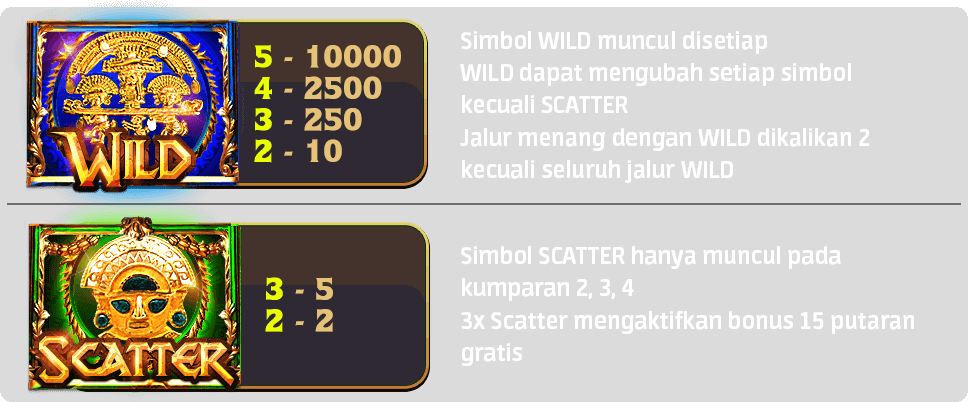 WILD
5 - 10000
4 - 2500
3 - 250
2 - 10
Simbol WILD muncul disetiap
WILD dapat mengubah setiap simbol
kecuali SCATTER
Jalur menang dengan WILD dikalikan 2
kecuali seluruh jalur WILD
SCATTER
3 - 5
2 - 2
Simbol SCATTER hanya muncul pada
kumparan 2, 3, 4
3x Scatter mengaktifkan bonus 15 putaran
gratis